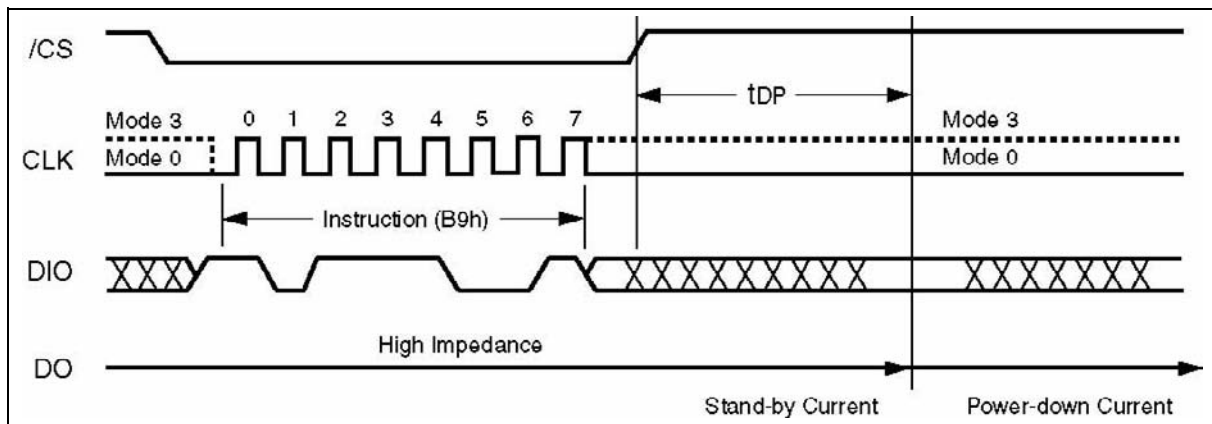 /CS
tDP
Mode 3 0 1 2 3 4 5 6 7 Mode 3
CLK Mode 0 Mode 0
Instruction (B9h)
DIO
High Impedance
DO
Stand-by Current Power-down Current